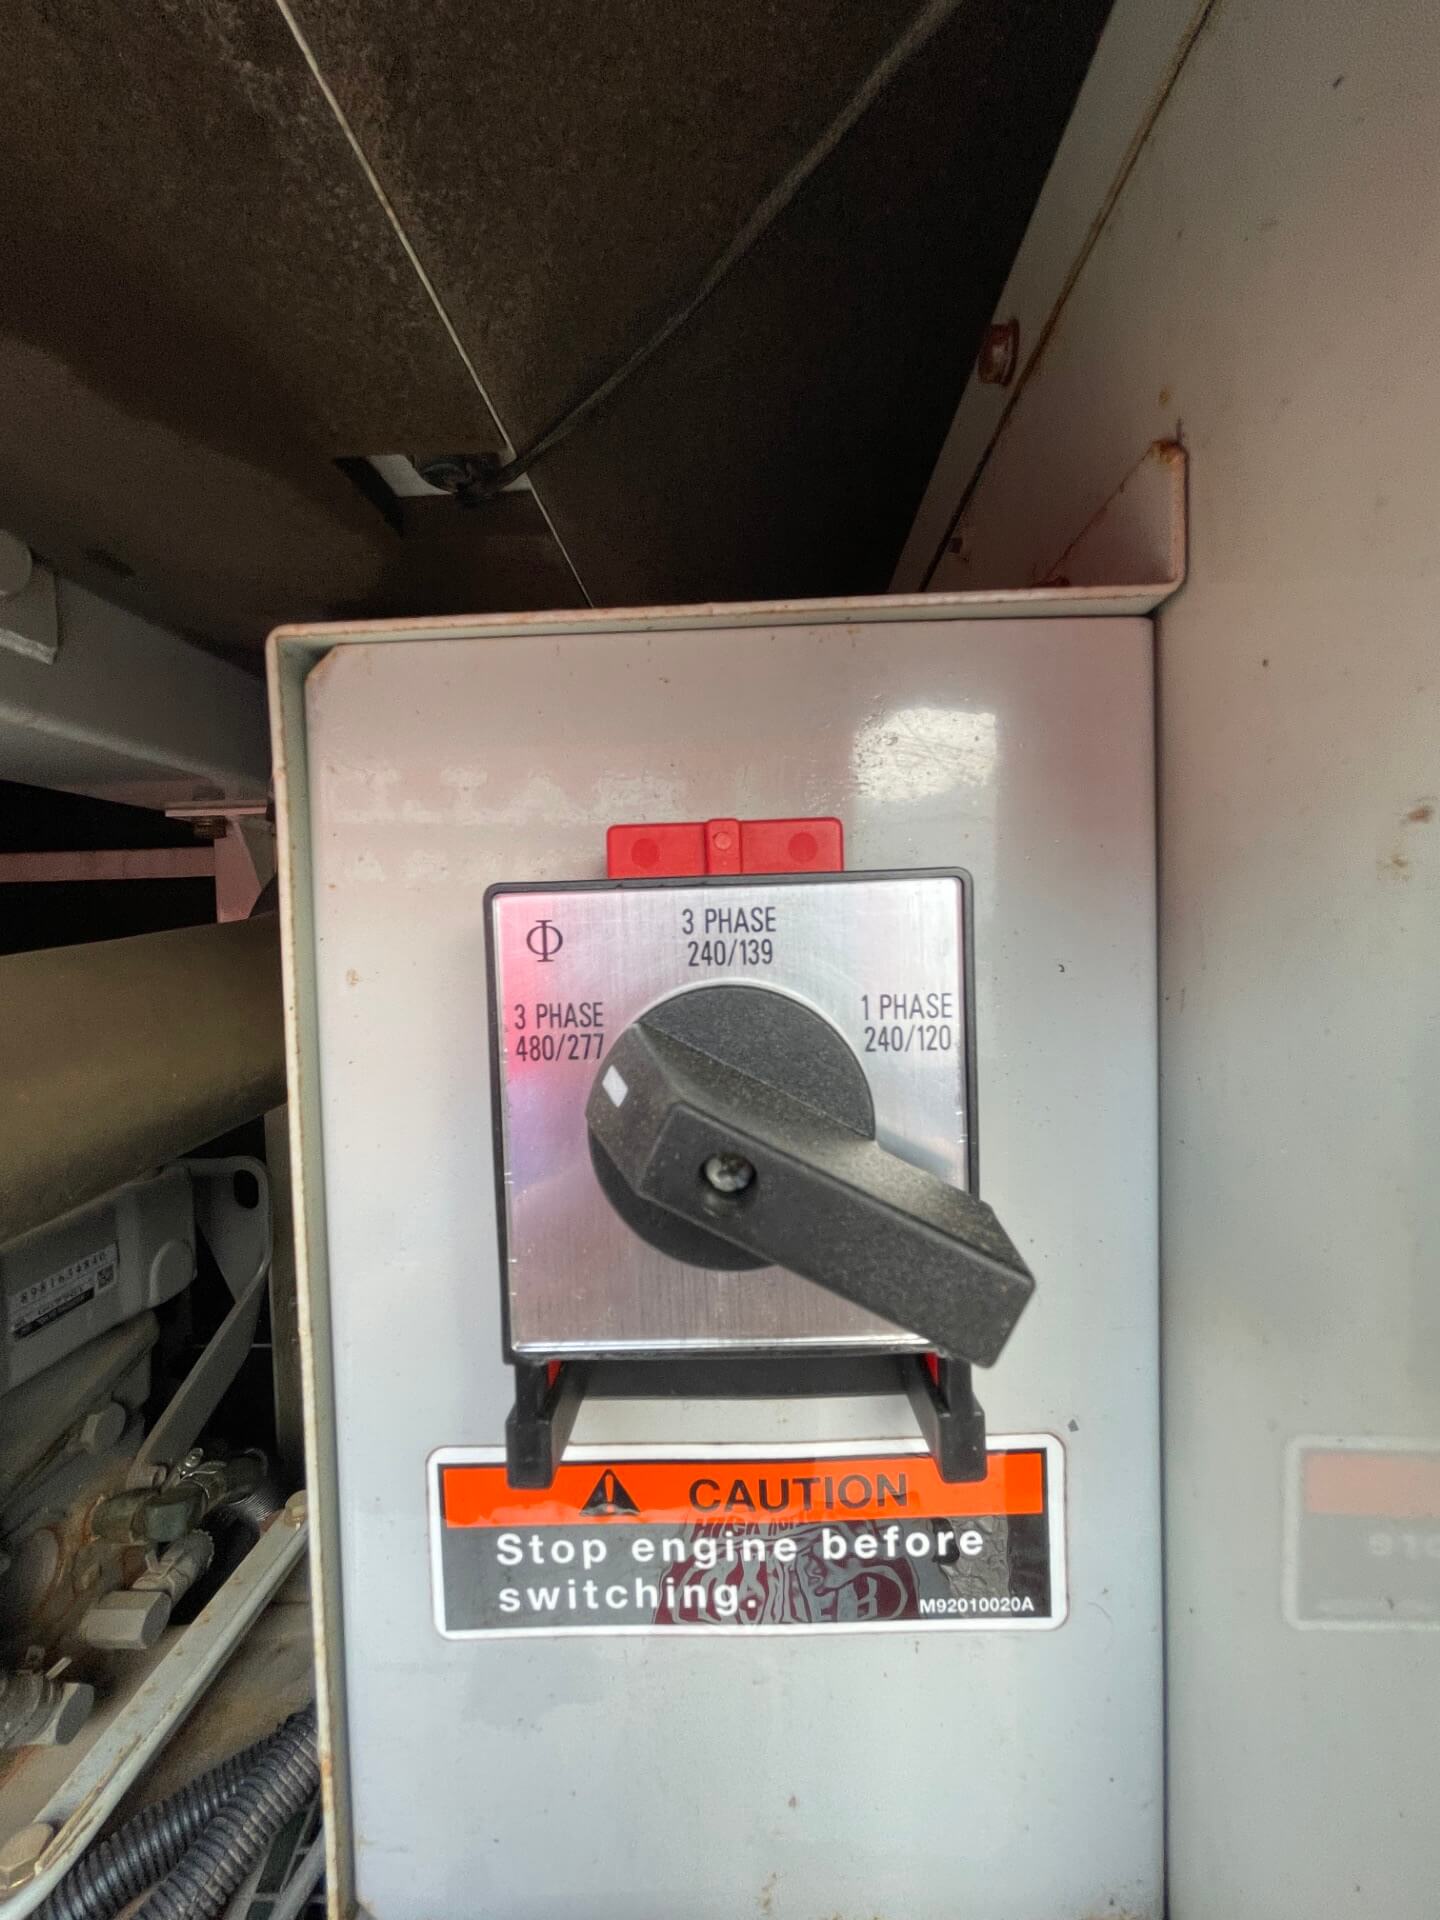 Φ
3 PHASE
240/139
3 PHASE
480/277
1 PHASE
240/120
CAUTION
Stop engine before
switching.
M92010020A